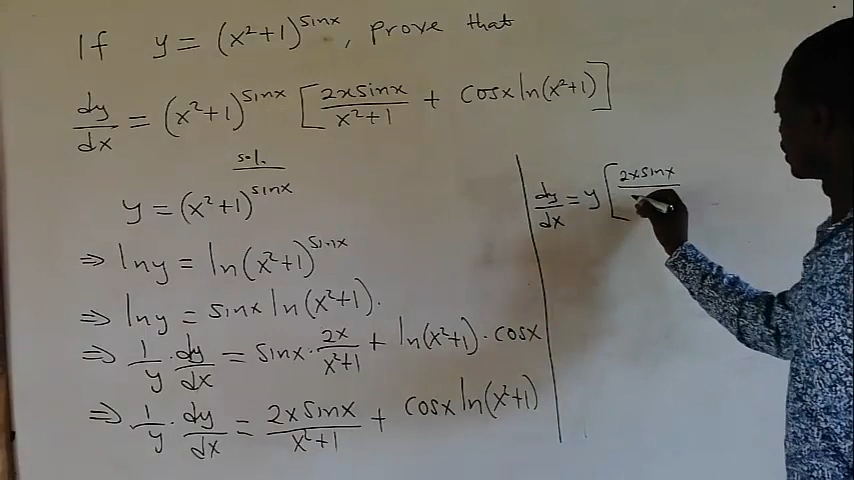 If y = (x²+1)^sinx, prove that
dy/dx = (x²+1)^sinx [2xsinx/x²+1 + cosx ln(x²+1)]
sol.
y = (x²+1)^sinx
⇒ lny = ln(x²+1)^sinx
⇒ lny = sinx ln(x²+1).
⇒ 1/y · dy/dx = sinx · 2x/x²+1 + ln(x²+1) · cosx
⇒ 1/y · dy/dx = 2x sinx/x²+1 + cosx ln(x²+1)
dy/dx = y [2xsinx/